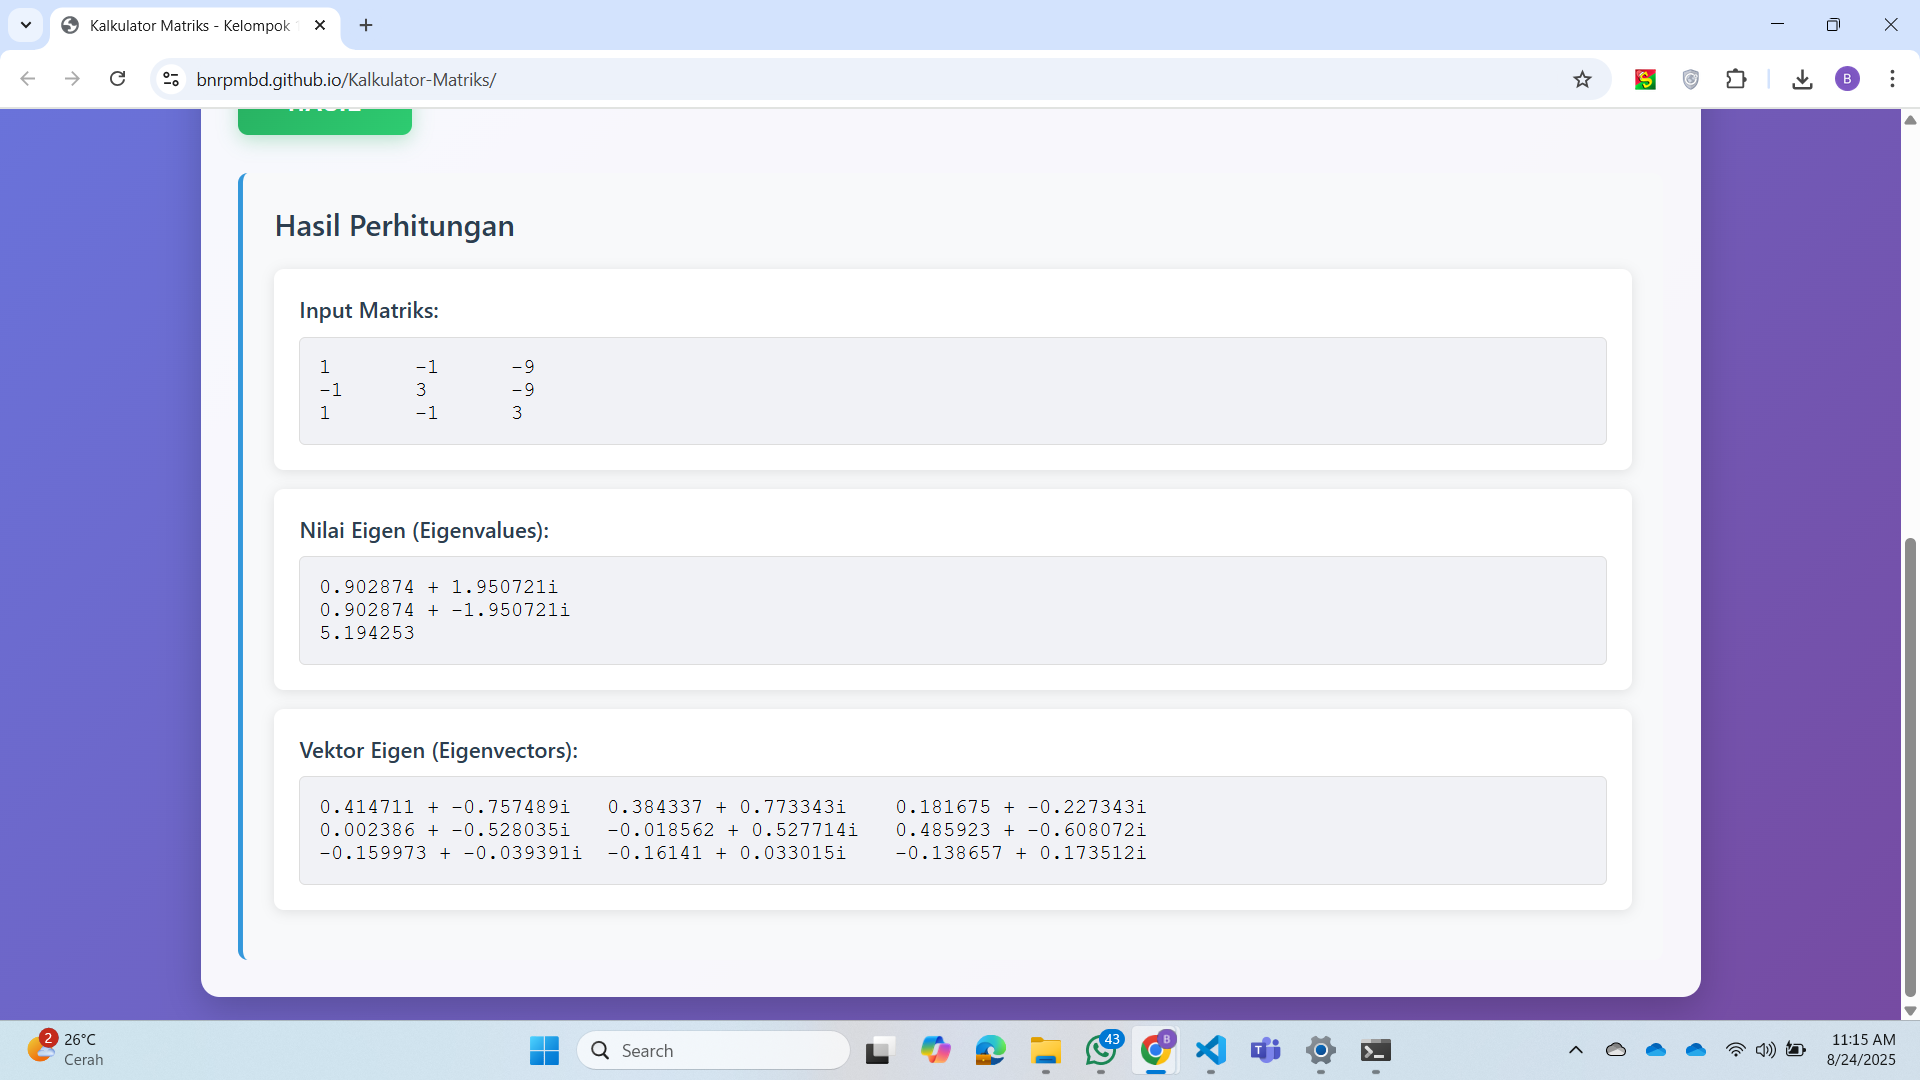 Kalkulator Matriks - Kelompok
bnrpmbd.github.io/Kalkulator-Matriks/
B
Hasil Perhitungan
Input Matriks:
1 -1 -9
-1 3 -9
1 -1 3
Nilai Eigen (Eigenvalues):
0.902874 + 1.950721i
0.902874 + -1.950721i
5.194253
Vektor Eigen (Eigenvectors):
0.414711 + -0.757489i 0.384337 + 0.773343i 0.181675 + -0.227343i
0.002386 + -0.528035i -0.018562 + 0.527714i 0.485923 + -0.608072i
-0.159973 + -0.039391i -0.16141 + 0.033015i -0.138657 + 0.173512i
2
26°C
Cerah
Search
43
B
11:15 AM
8/24/2025